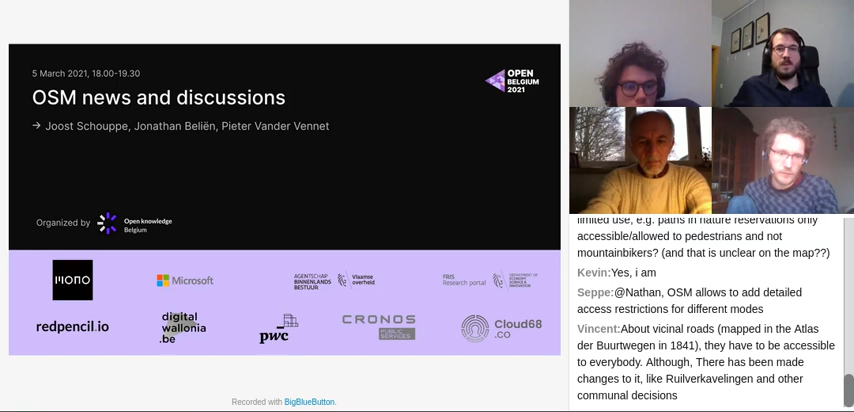 5 March 2021, 18.00-19.30
OPEN
BELGIUM
2021
OSM news and discussions
→ Joost Schouppe, Jonathan Beliën, Pieter Vander Vennet
Organized by
Open knowledge
Belgium
MONO
Microsoft
AGENTSCHAP
BINNENLANDS
BESTUUR
Vlaamse
overheid
FRIS
Research portal
DEPARTMENT OF
ECONOMY
SCIENCE &
INNOVATION
redpencil.io
digital
wallonia
.be
pwc
CRONOS
PUBLIC
SERVICES
Cloud68
.CO
Recorded with BigBlueButton.
limited use, e.g. paths in nature reservations only
accessible/allowed to pedestrians and not
mountainbikers? (and that is unclear on the map??)
Kevin:Yes, i am
Seppe:@Nathan, OSM allows to add detailed
access restrictions for different modes
Vincent:About vicinal roads (mapped in the Atlas
der Buurtwegen in 1841), they have to be accessible
to everybody. Although, There has been made
changes to it, like Ruilverkavelingen and other
communal decisions